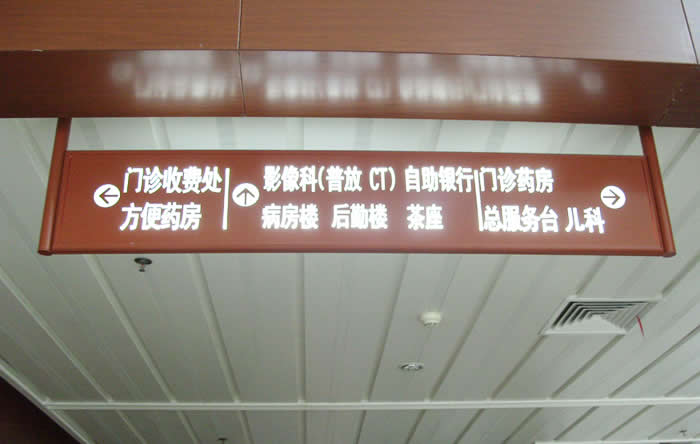 门诊收费处 影像科(普放 CT) 自助银行 门诊药房
方便药房 病房楼 后勤楼 茶座 总服务台 儿科